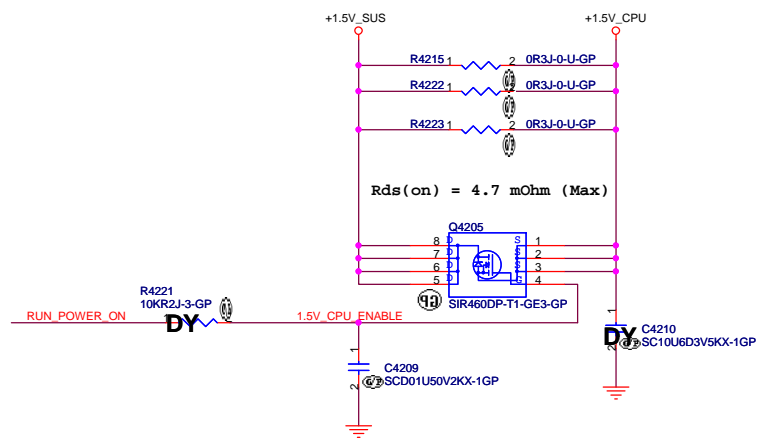 +1.5V_SUS
+1.5V_CPU
R4215 1 2 0R3J-0-U-GP
R4222 1 2 0R3J-0-U-GP
R4223 1 2 0R3J-0-U-GP
Rds(on) = 4.7 mOhm (Max)
Q4205
8 D S 1
7 D S 2
6 D S 3
5 D G 4
SIR460DP-T1-GE3-GP
R4221
10KR2J-3-GP
RUN_POWER_ON
DY
1.5V_CPU_ENABLE
1
C4210
DY
SC10U6D3V5KX-1GP
2
1
C4209
SCD01U50V2KX-1GP
2